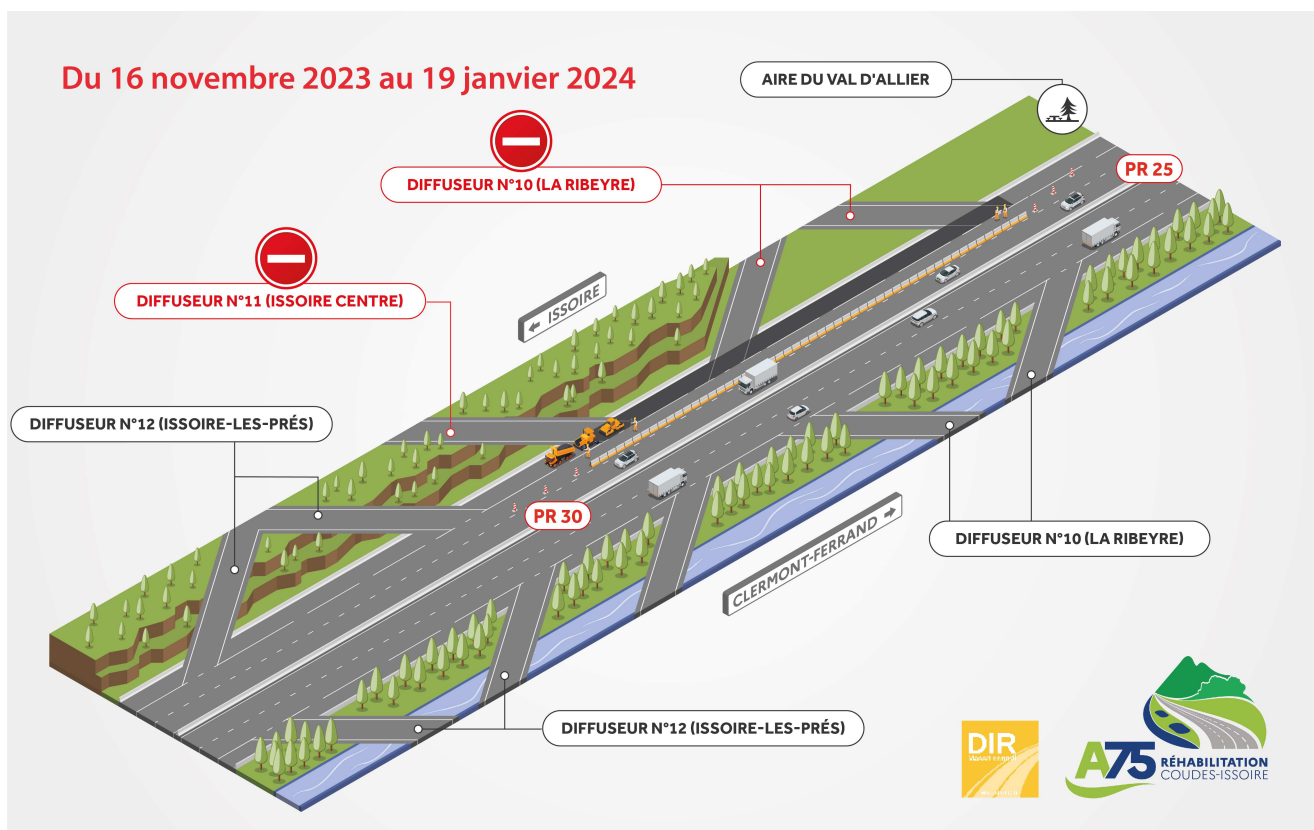 Du 16 novembre 2023 au 19 janvier 2024
AIRE DU VAL D'ALLIER
PR 25
DIFFUSEUR N°10 (LA RIBEYRE)
DIFFUSEUR N°11 (ISSOIRE CENTRE)
← ISSOIRE
DIFFUSEUR N°12 (ISSOIRE-LES-PRÉS)
PR 30
CLERMONT-FERRAND →
DIFFUSEUR N°10 (LA RIBEYRE)
DIFFUSEUR N°12 (ISSOIRE-LES-PRÉS)
DIR
Massif central
A75 RÉHABILITATION
COUDES-ISSOIRE